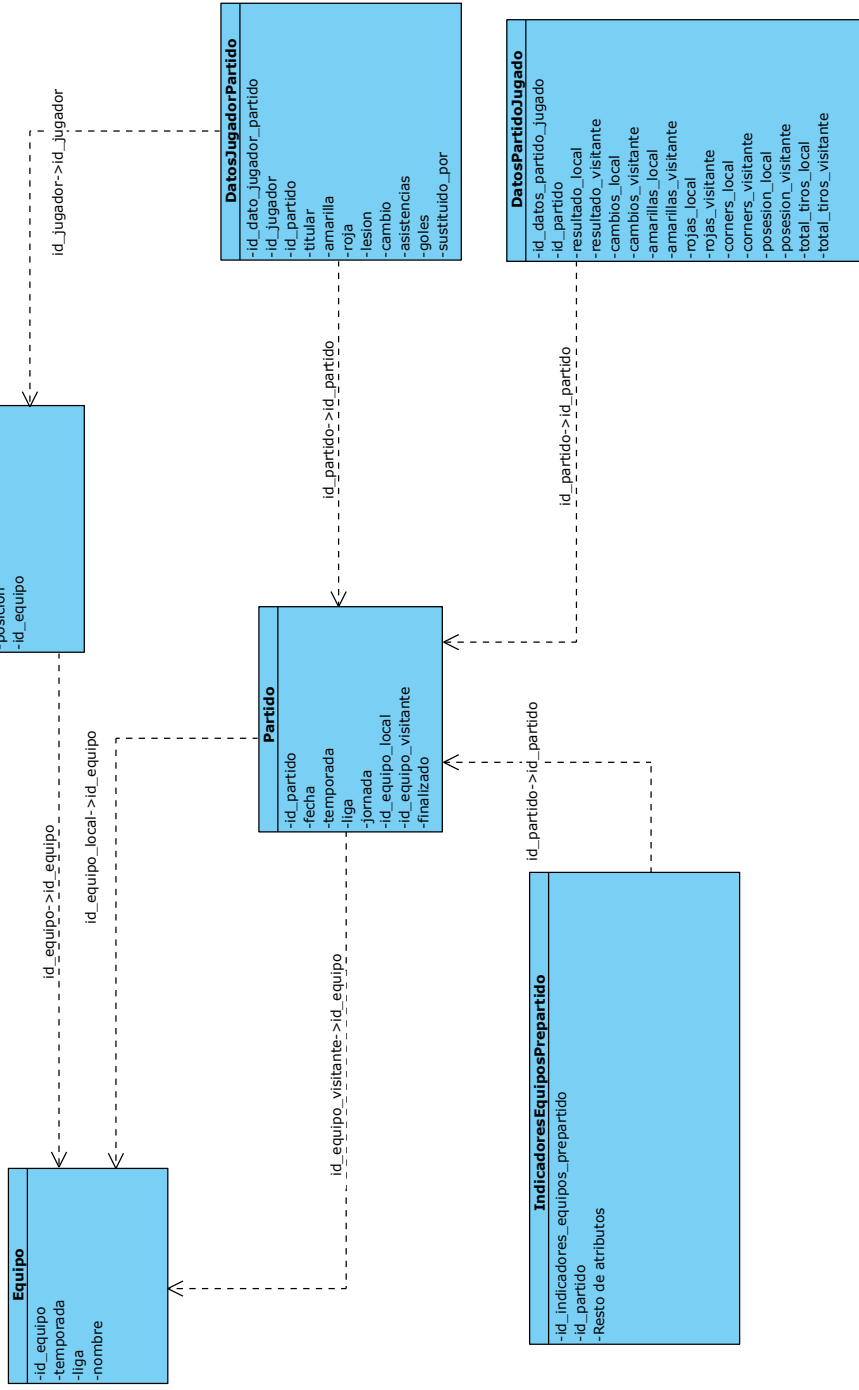 Equipo
-id_equipo
-temporada
-liga
-nombre
id_equipo->id_equipo
id_equipo_local->id_equipo
id_equipo_visitante->id_equipo
-posicion
-id_equipo
id_jugador->id_jugador
Partido
-id_partido
-fecha
-temporada
-liga
-jornada
-id_equipo_local
-id_equipo_visitante
-finalizado
id_partido->id_partido
DatosJugadorPartido
-id_dato_jugador_partido
-id_jugador
-id_partido
-titular
-amarilla
-roja
-lesion
-cambio
-asistencias
-goles
-sustituido_por
IndicadoresEquiposPrepartido
-id_indicadores_equipos_prepartido
-id_partido
-Resto de atributos
id_partido->id_partido
id_partido->id_partido
DatosPartidoJugado
-id_datos_partido_jugado
-id_partido
-resultado_local
-resultado_visitante
-cambios_local
-cambios_visitante
-amarillas_local
-amarillas_visitante
-rojas_local
-rojas_visitante
-corners_local
-corners_visitante
-posesion_local
-posesion_visitante
-total_tiros_local
-total_tiros_visitante